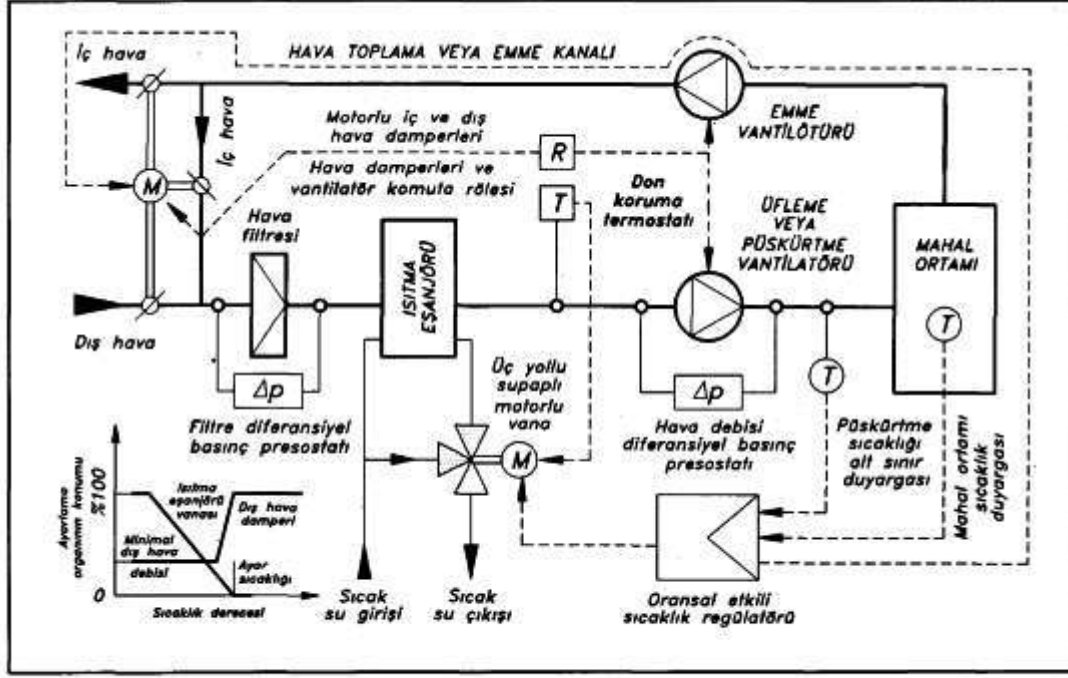 İç hava
HAVA TOPLAMA VEYA EMME KANALI
İç hava
Motorlu iç ve dış
hava damperleri
R
EMME
VANTİLÖTÜRÜ
Hava damperleri ve
vantilatör komuta rölesi
M
T
Don
koruma
termostatı
ÜFLEME
VEYA
PÜSKÜRTME
VANTİLATÖRÜ
MAHAL
ORTAMI
T
Hava
filtresi
ISITMA
EŞANJÖRÜ
Dış hava
Δp
Filtre diferansiyel
basınç presostatı
Üç yollu
supaplı
motorlu
vana
M
Δp
Hava debisi
diferansiyel basınç
presostatı
T
Püskürtme
sıcaklığı
alt sınır
duyargası
Mahal ortamı
sıcaklık
duyargası
Ayarlama
organının konumu
%100
0
Isıtma
eşanjörü
vanası
Dış hava
damperi
Minimal
dış hava
debisi
Ayar
sıcaklığı
Sıcaklık derecesi
Sıcak
su girişi
Sıcak
su çıkışı
Oransal etkili
sıcaklık regülatörü